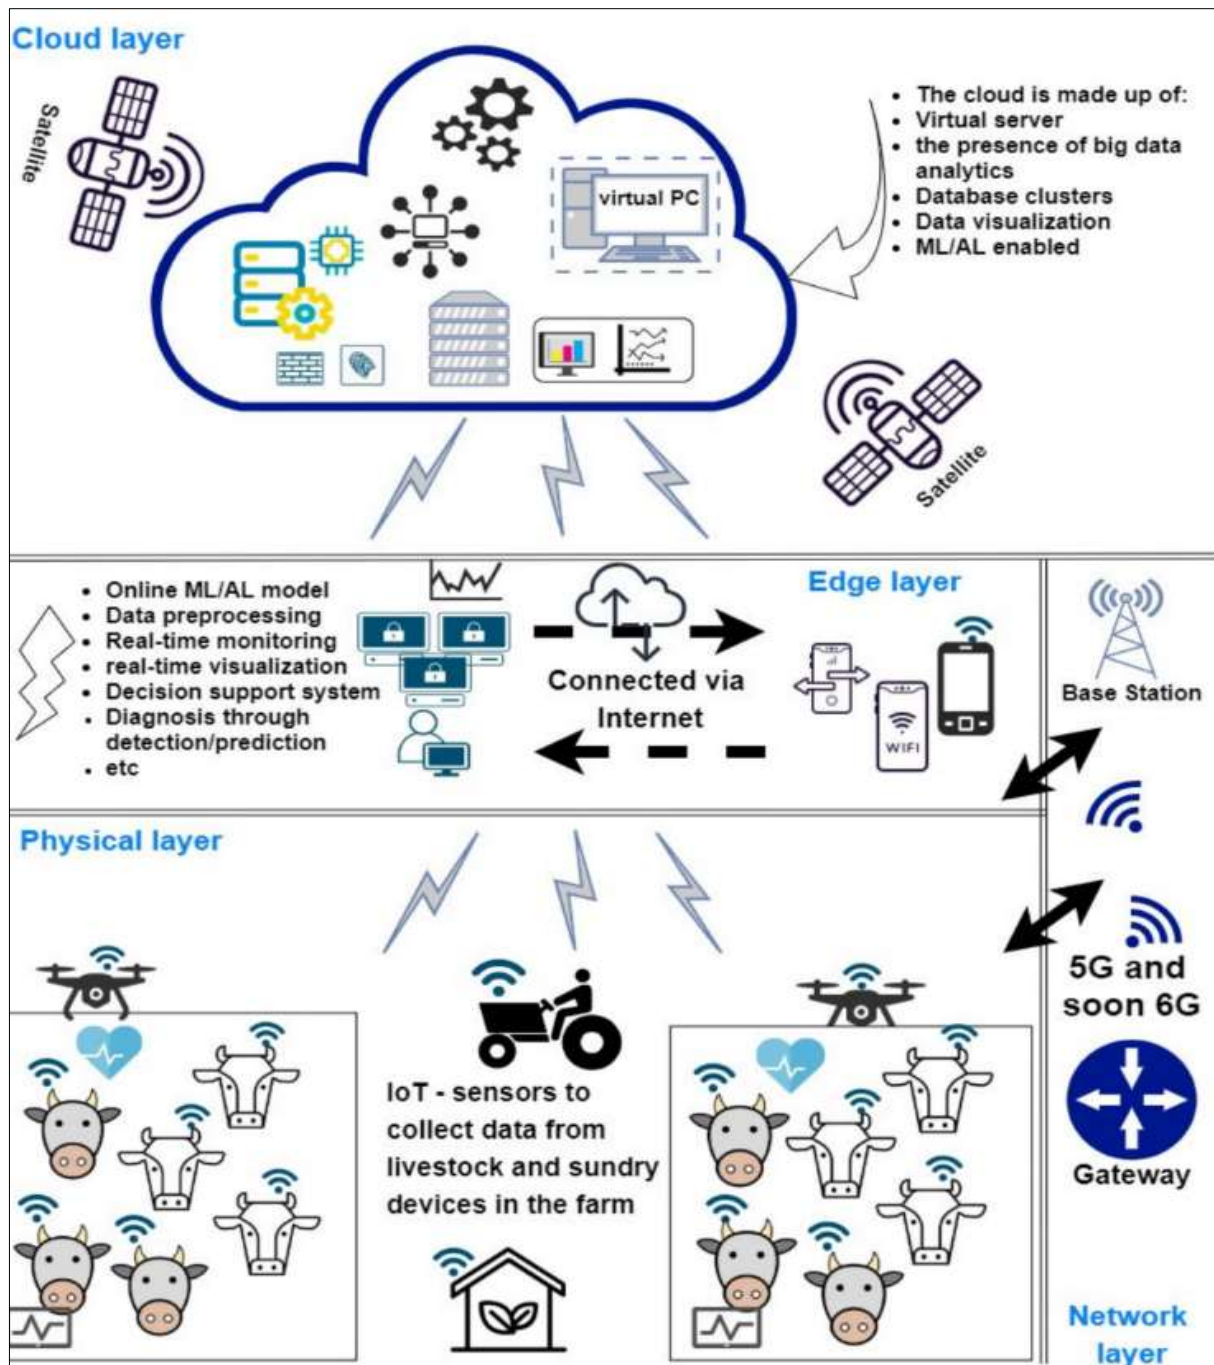 Cloud layer
Satellite
virtual PC
• The cloud is made up of:
• Virtual server
• the presence of big data
analytics
• Database clusters
• Data visualization
• ML/AL enabled
Satellite
• Online ML/AL model
• Data preprocessing
• Real-time monitoring
• real-time visualization
• Decision support system
• Diagnosis through
detection/prediction
• etc
Connected via
Internet
Edge layer
WIFI
Base Station
Physical layer
IoT - sensors to
collect data from
livestock and sundry
devices in the farm
5G and
soon 6G
Gateway
Network
layer